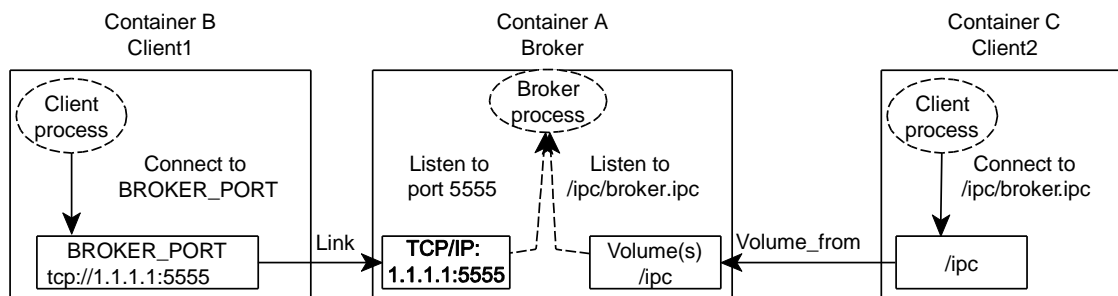 Container B
Client1
Container A
Broker
Container C
Client2
Client
process
Connect to
BROKER_PORT
BROKER_PORT
tcp://1.1.1.1:5555
Link
Broker
process
Listen to
port 5555
Listen to
/ipc/broker.ipc
TCP/IP:
1.1.1.1:5555
Volume(s)
/ipc
Volume_from
Client
process
Connect to
/ipc/broker.ipc
/ipc